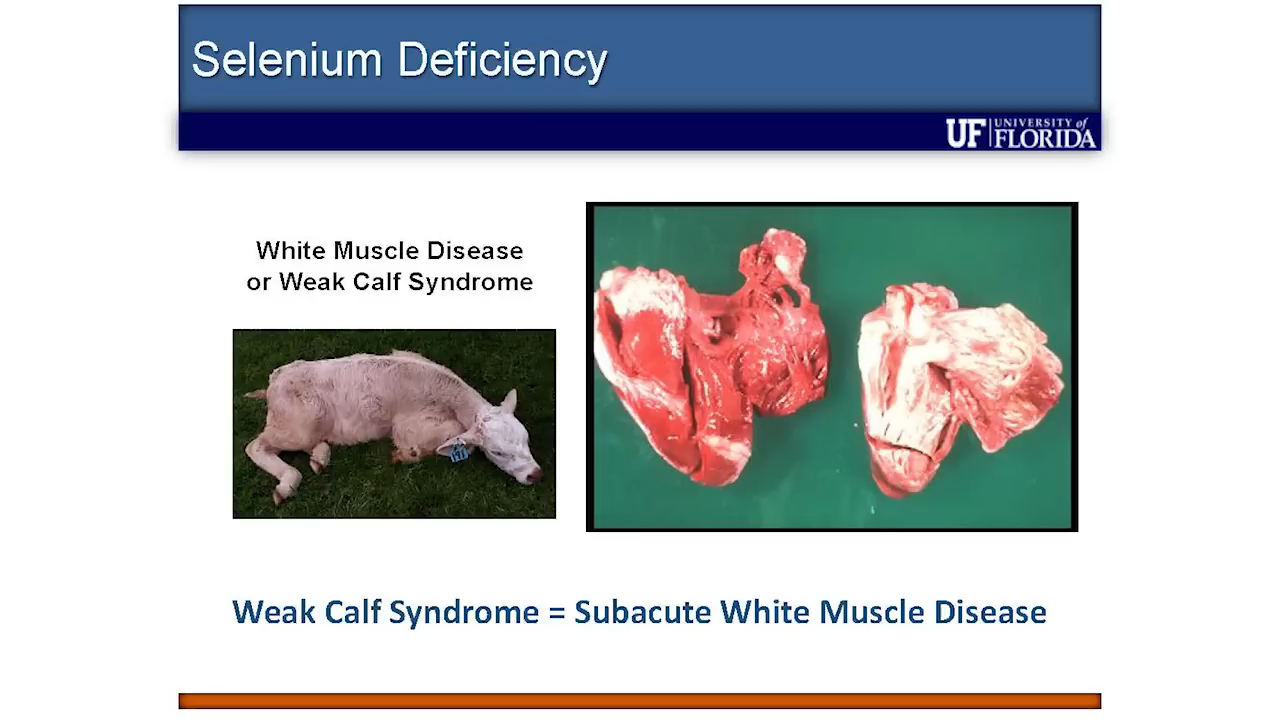 Selenium Deficiency
UF UNIVERSITY of
FLORIDA
White Muscle Disease
or Weak Calf Syndrome
191
Weak Calf Syndrome = Subacute White Muscle Disease